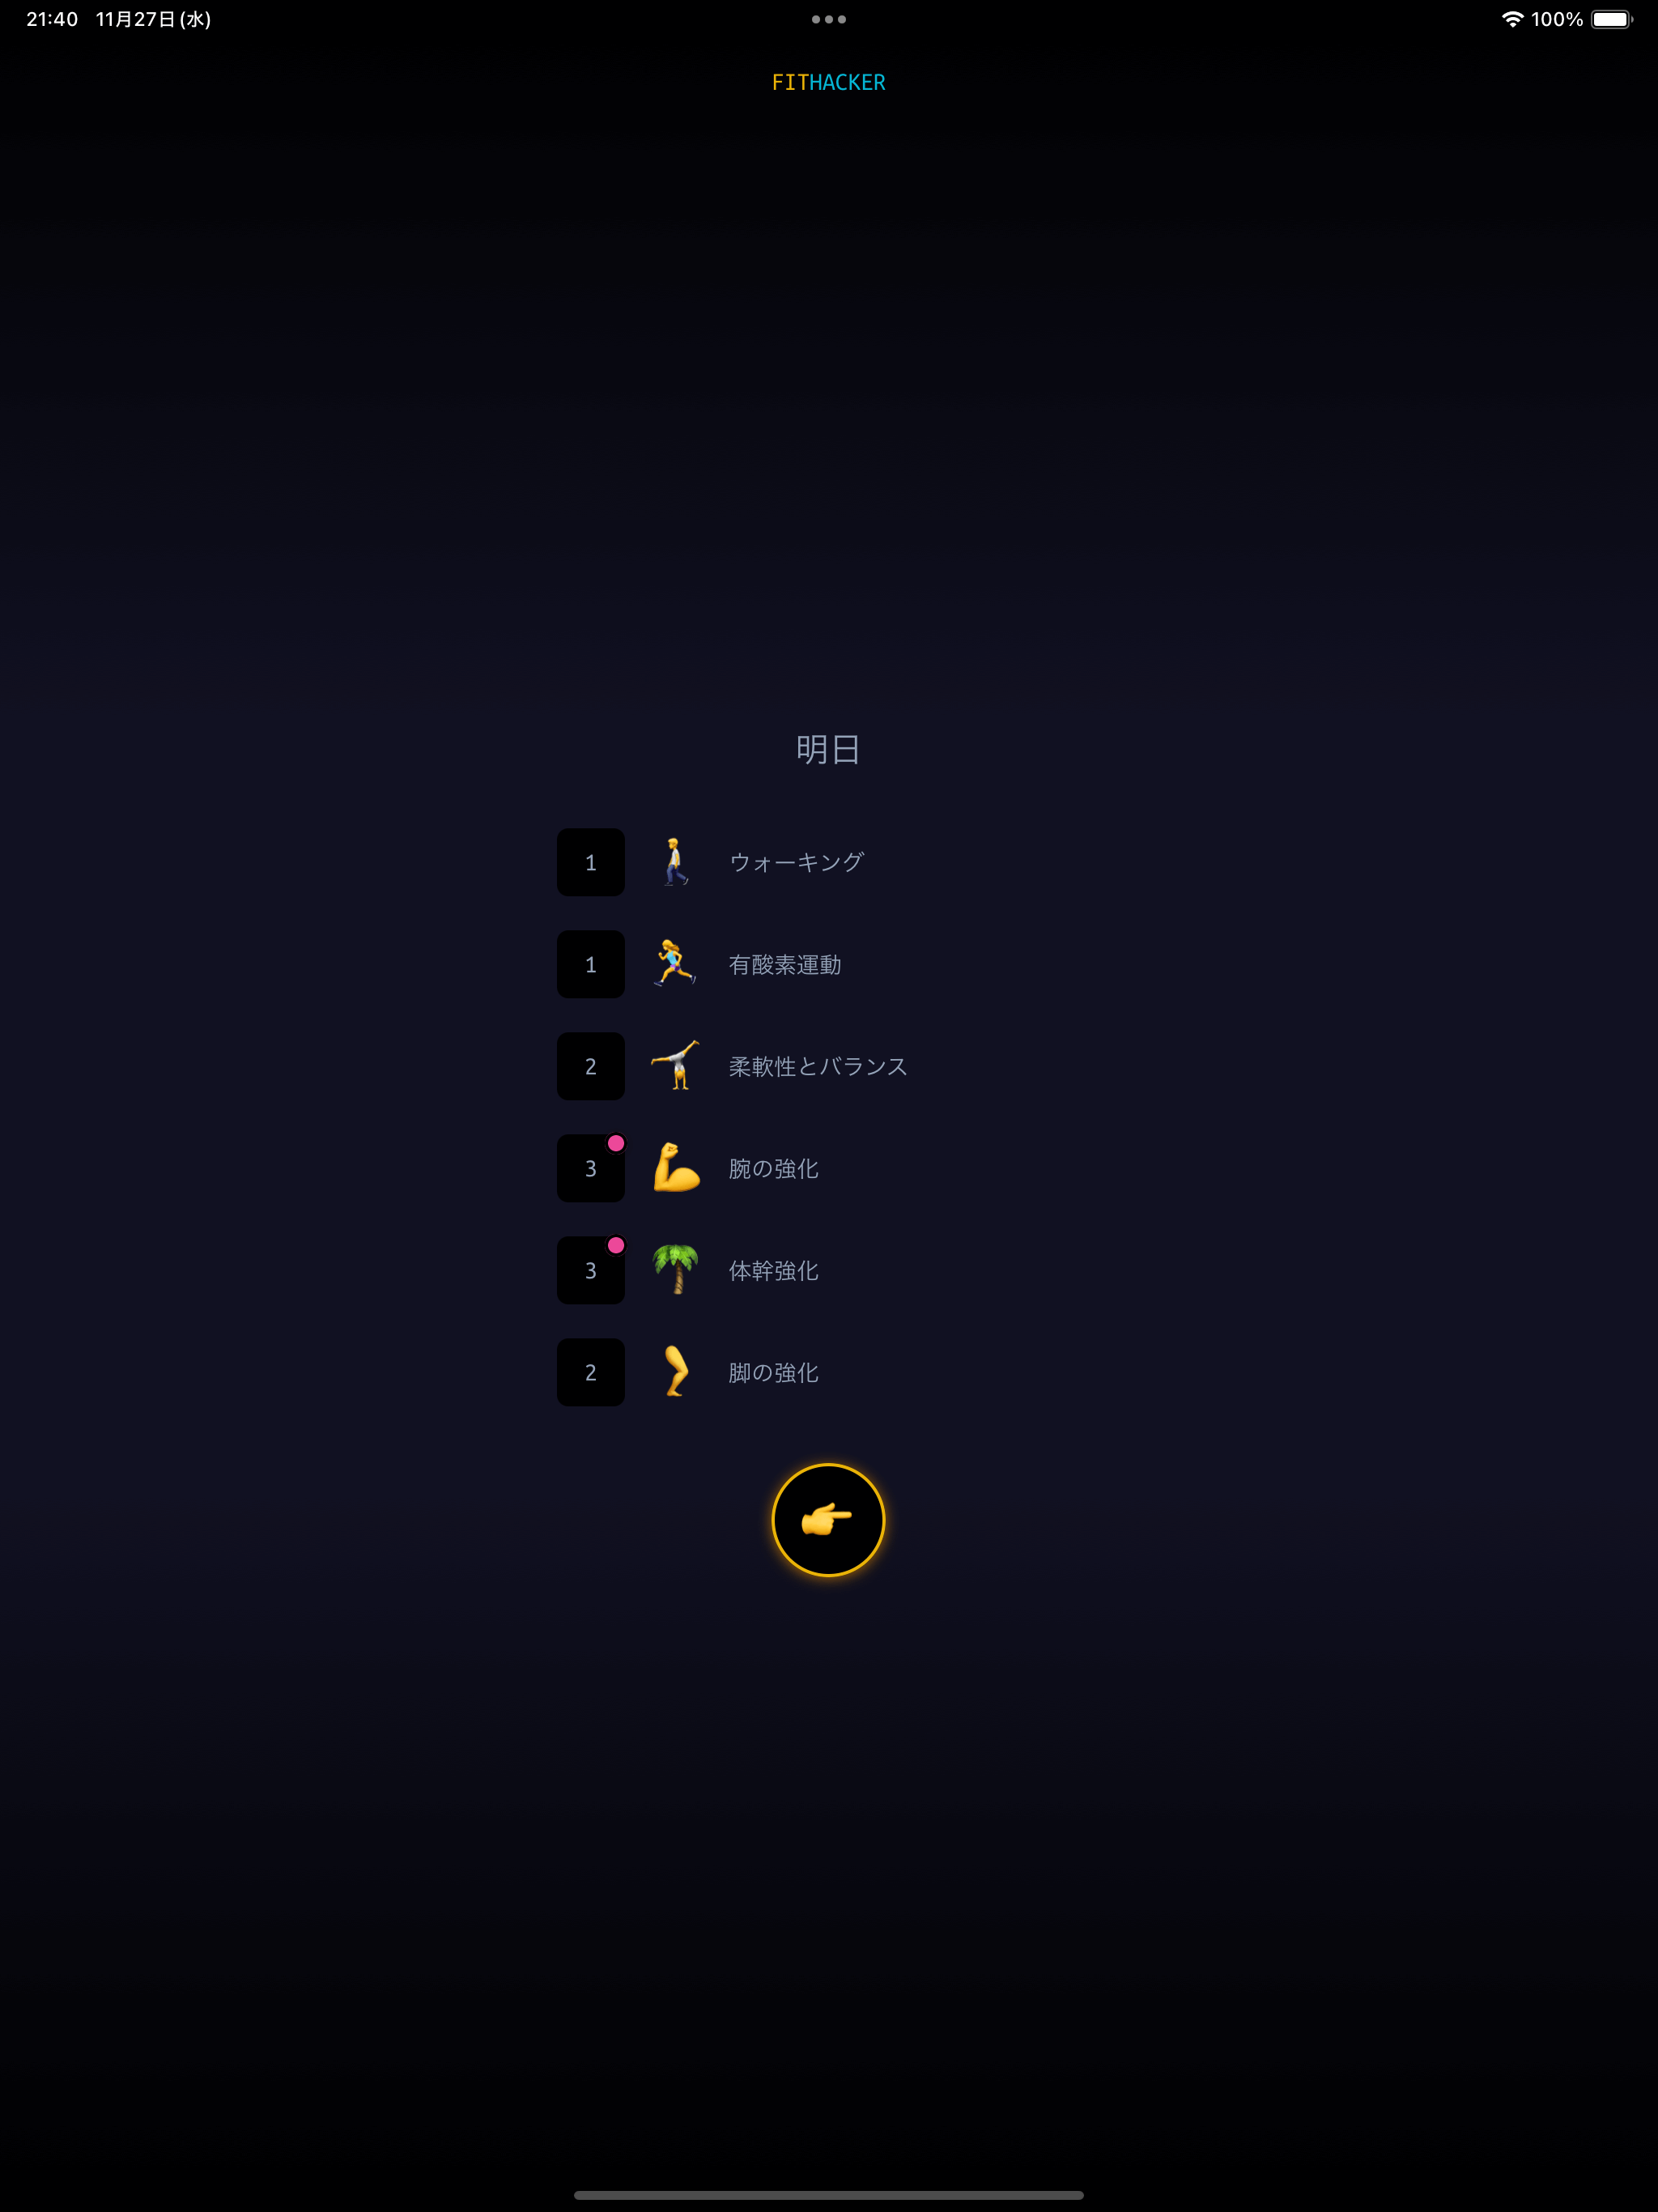 21:40 11月27日(水)
100%
FITHACKER
明日
1 ウォーキング
1 有酸素運動
2 柔軟性とバランス
3 腕の強化
3 体幹強化
2 脚の強化